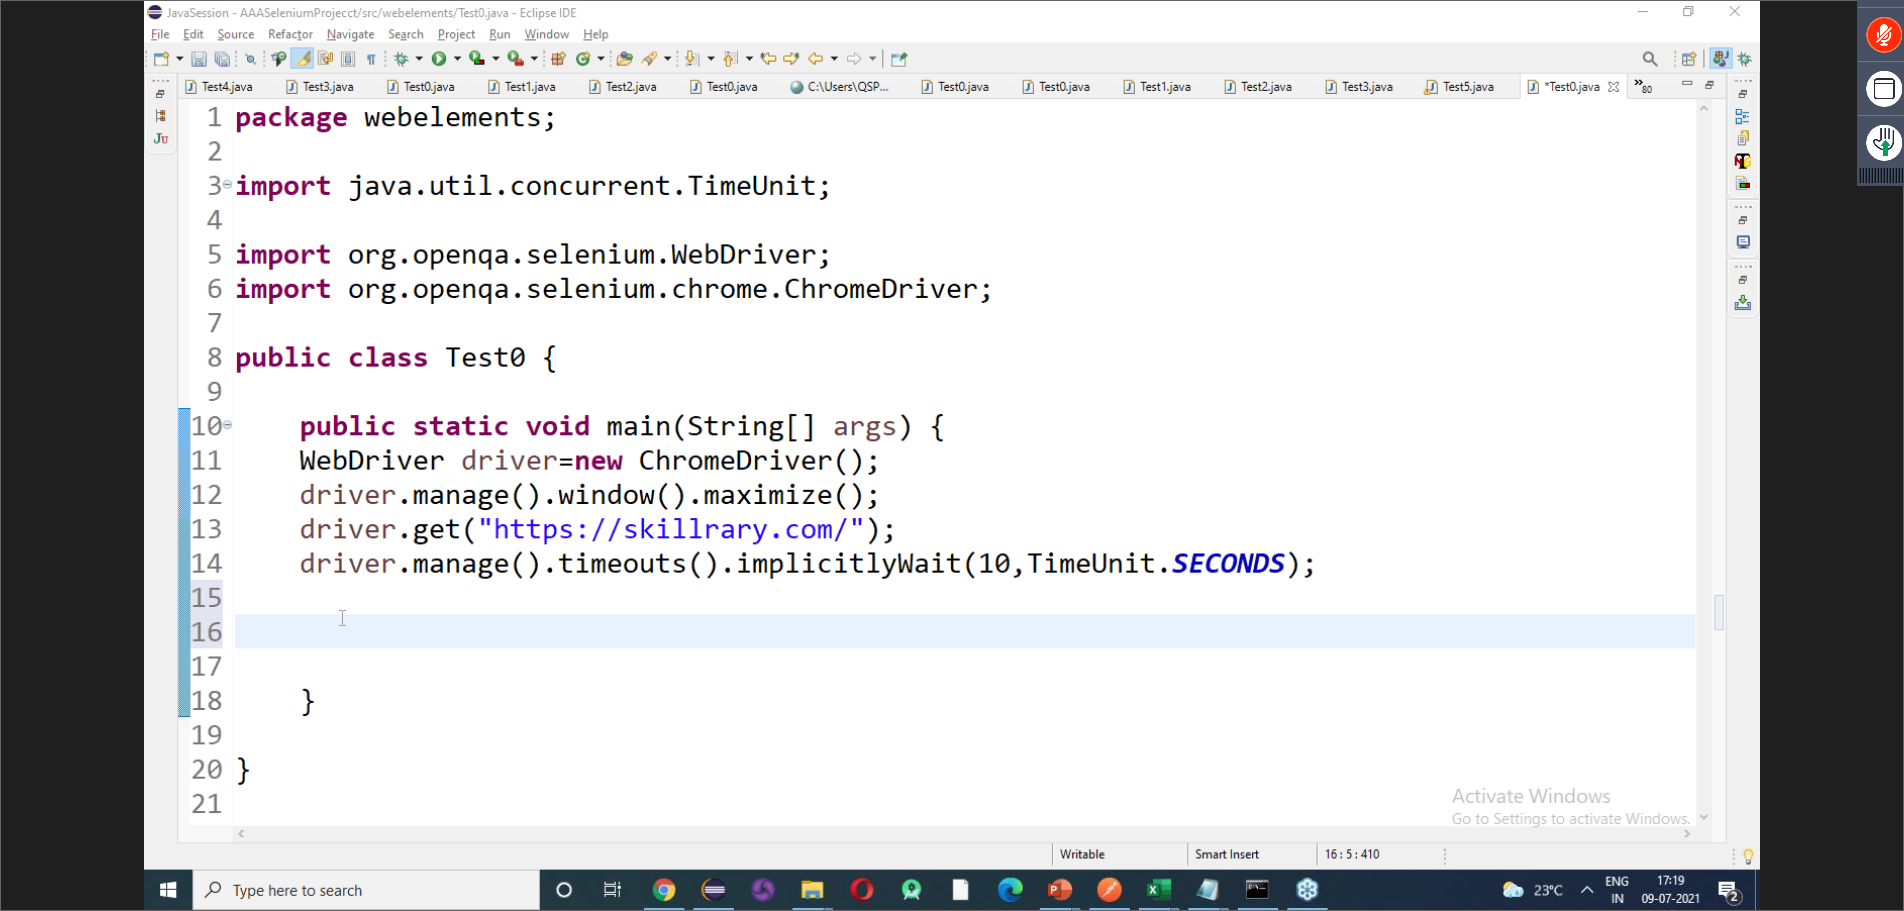 JavaSession - AAASeleniumProjecct/src/webelements/Test0.java - Eclipse IDE
File Edit Source Refactor Navigate Search Project Run Window Help
Test4.java Test3.java Test0.java Test1.java Test2.java Test0.java C:\Users\QSP... Test0.java Test0.java Test1.java Test2.java Test3.java Test5.java *Test0.java »80
1 package webelements;
2
3 import java.util.concurrent.TimeUnit;
4
5 import org.openqa.selenium.WebDriver;
6 import org.openqa.selenium.chrome.ChromeDriver;
7
8 public class Test0 {
9
10 public static void main(String[] args) {
11 WebDriver driver=new ChromeDriver();
12 driver.manage().window().maximize();
13 driver.get("https://skillrary.com/");
14 driver.manage().timeouts().implicitlyWait(10,TimeUnit.SECONDS);
15
16
17
18 }
19
20 }
21
Activate Windows
Go to Settings to activate Windows.
Writable Smart Insert 16 : 5 : 410
Type here to search
23°C ENG IN 17:19 09-07-2021 2